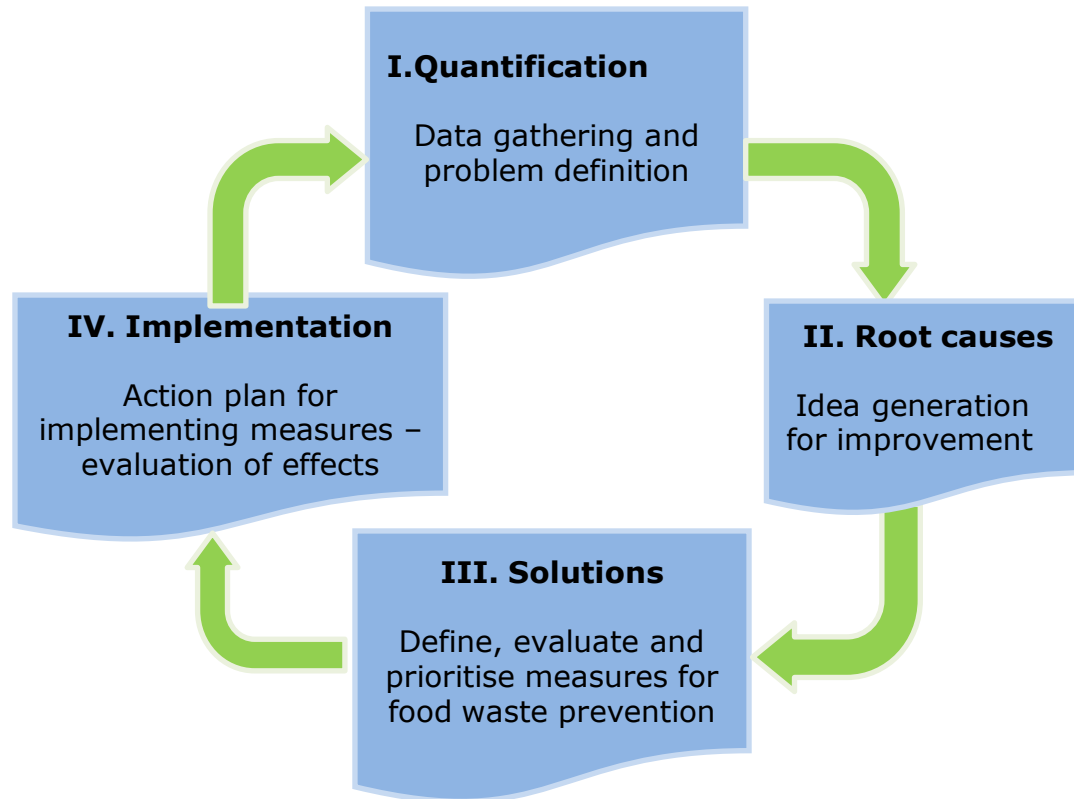 I.Quantification
Data gathering and
problem definition
II. Root causes
Idea generation
for improvement
III. Solutions
Define, evaluate and
prioritise measures for
food waste prevention
IV. Implementation
Action plan for
implementing measures –
evaluation of effects